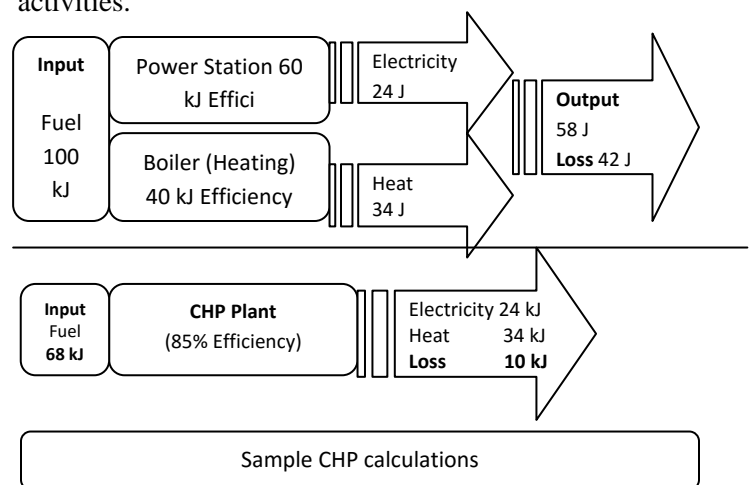 activities.
Input
Fuel
100
kJ
Power Station 60
kJ Effici
Boiler (Heating)
40 kJ Efficiency
Electricity
24 J
Heat
34 J
Output
58 J
Loss 42 J
Input
Fuel
68 kJ
CHP Plant
(85% Efficiency)
Electricity 24 kJ
Heat 34 kJ
Loss 10 kJ
Sample CHP calculations